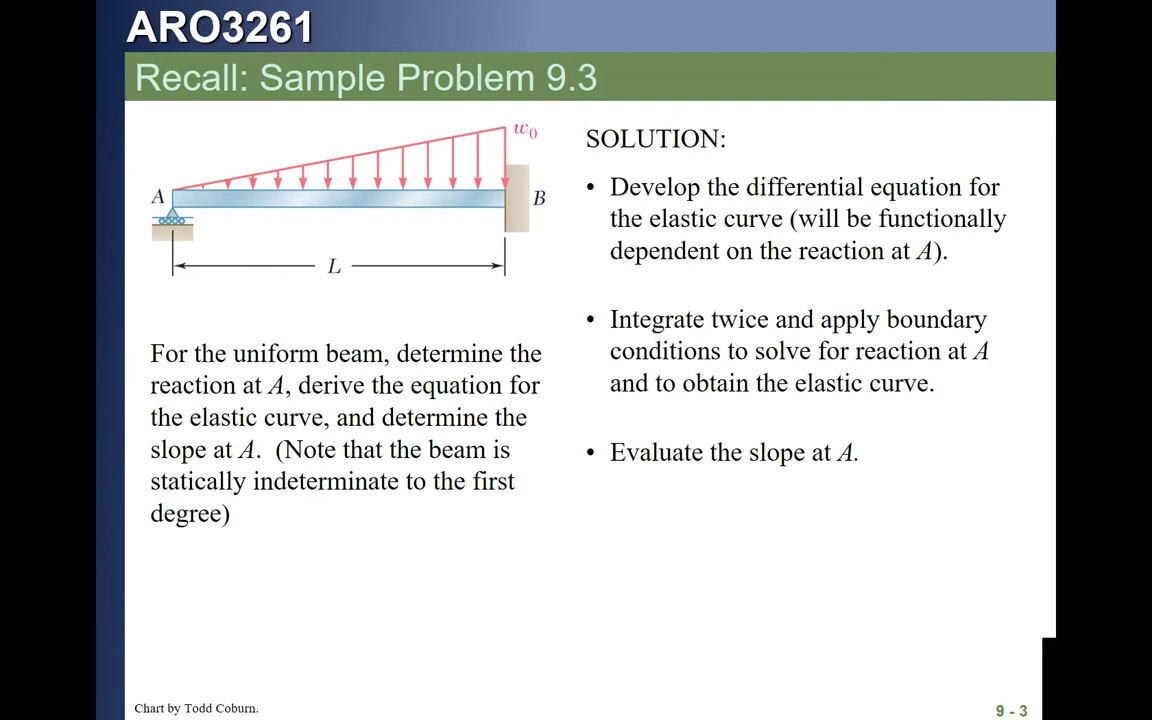 ARO3261
Recall: Sample Problem 9.3
w0
A
B
L
For the uniform beam, determine the
reaction at A, derive the equation for
the elastic curve, and determine the
slope at A. (Note that the beam is
statically indeterminate to the first
degree)
SOLUTION:
• Develop the differential equation for
the elastic curve (will be functionally
dependent on the reaction at A).
• Integrate twice and apply boundary
conditions to solve for reaction at A
and to obtain the elastic curve.
• Evaluate the slope at A.
Chart by Todd Coburn.
9 - 3